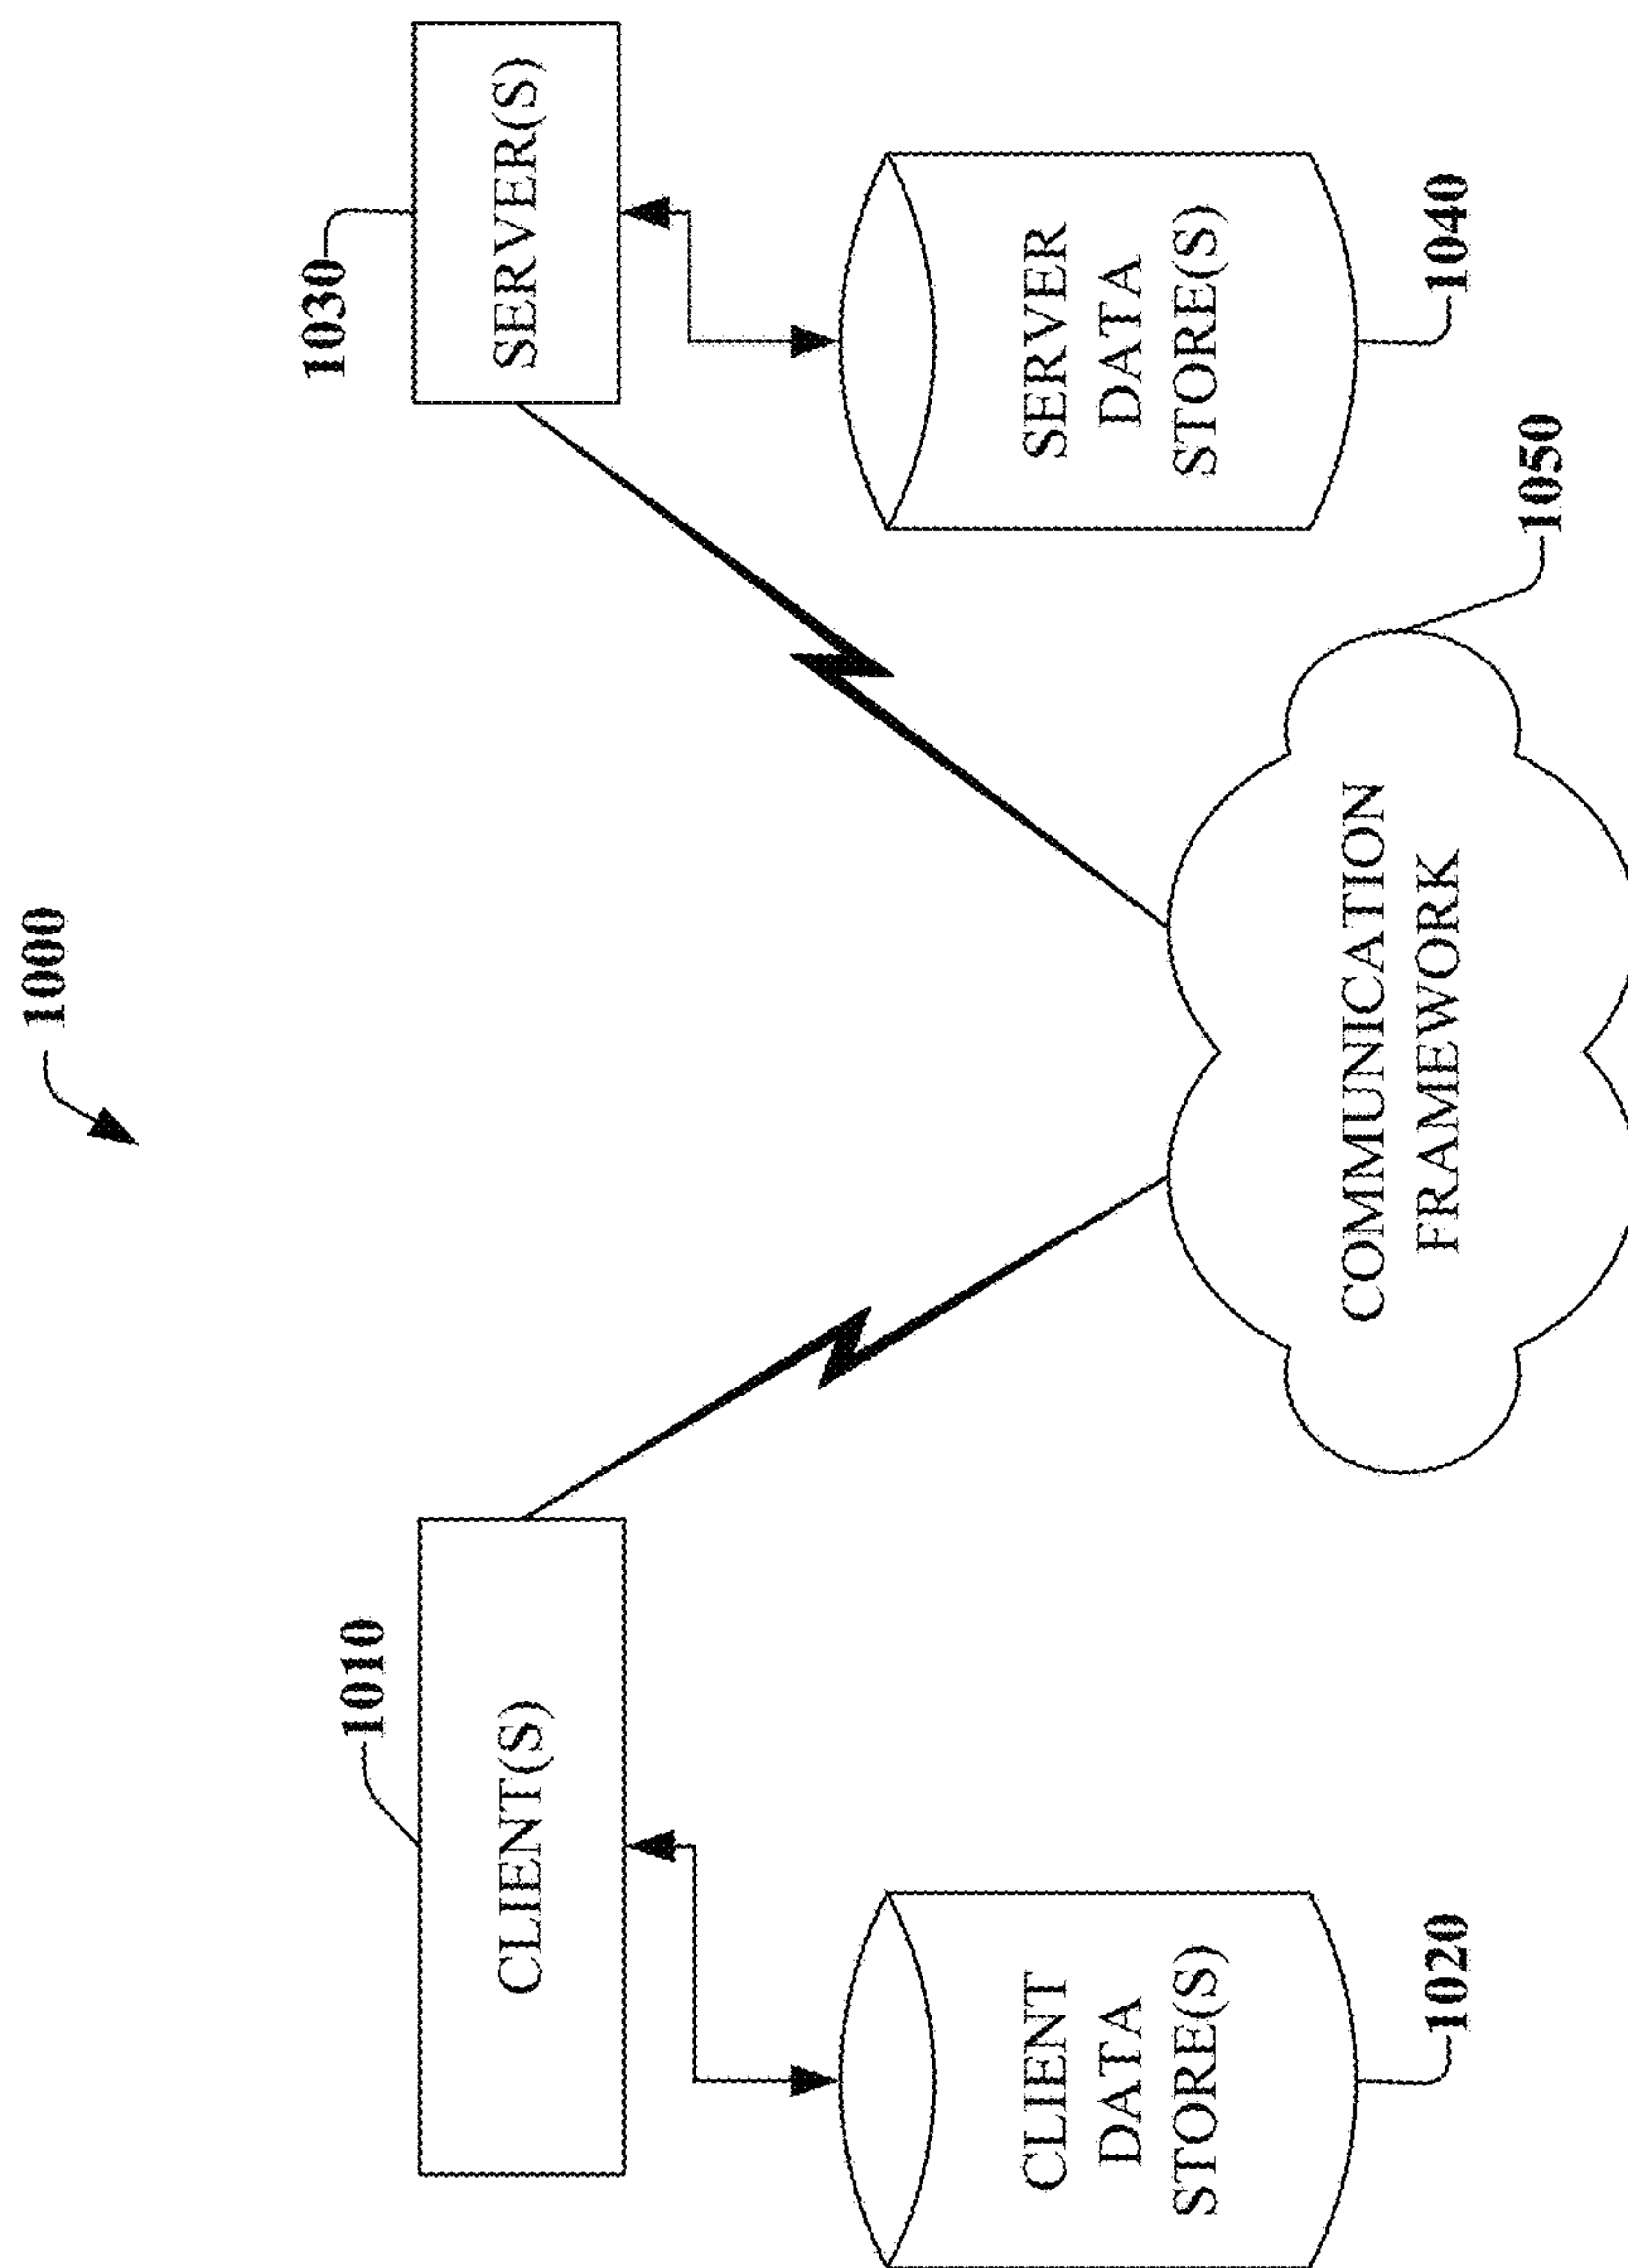 1000
1010
1030
CLIENT(S)
SERVER(S)
CLIENT
DATA
STORE(S)
SERVER
DATA
STORE(S)
COMMUNICATION
FRAMEWORK
1020
1040
1050